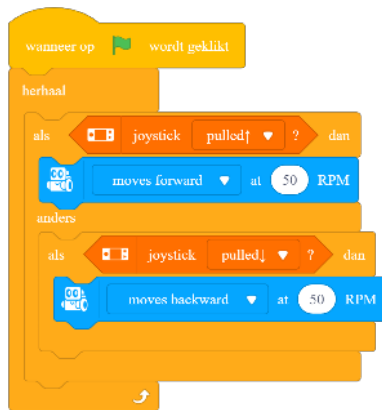 wanneer op wordt geklikt
herhaal
als joystick pulled↑ ? dan
moves forward at 50 RPM
anders
als joystick pulled↓ ? dan
moves backward at 50 RPM